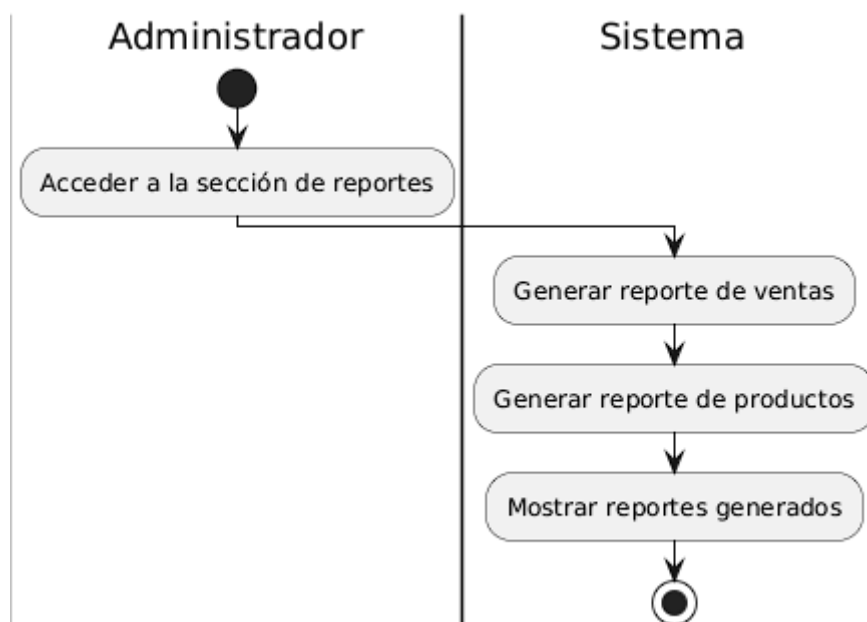 Administrador
Sistema
Acceder a la sección de reportes
Generar reporte de ventas
Generar reporte de productos
Mostrar reportes generados